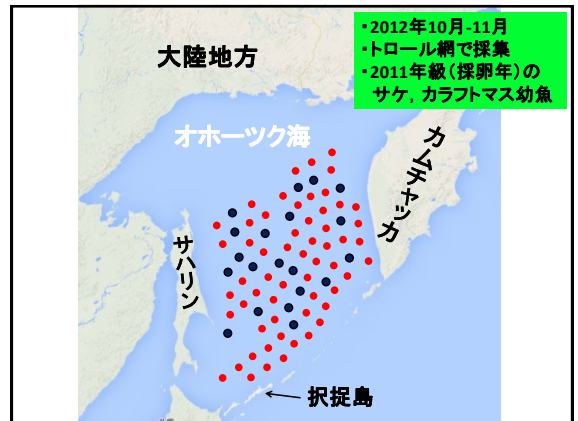 ・2012年10月-11月
・トロール網で採集
・2011年級（採卵年）の
サケ，カラフトマス幼魚
大陸地方
オホーツク海
カムチャッカ
サハリン
択捉島